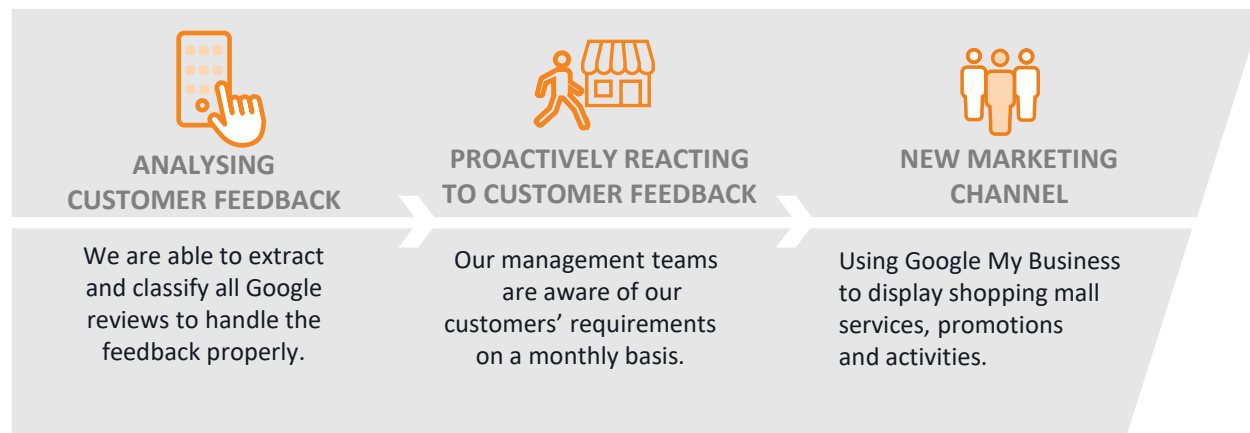 ANALYSING
CUSTOMER FEEDBACK
We are able to extract
and classify all Google
reviews to handle the
feedback properly.
PROACTIVELY REACTING
TO CUSTOMER FEEDBACK
Our management teams
are aware of our
customers’ requirements
on a monthly basis.
NEW MARKETING
CHANNEL
Using Google My Business
to display shopping mall
services, promotions
and activities.